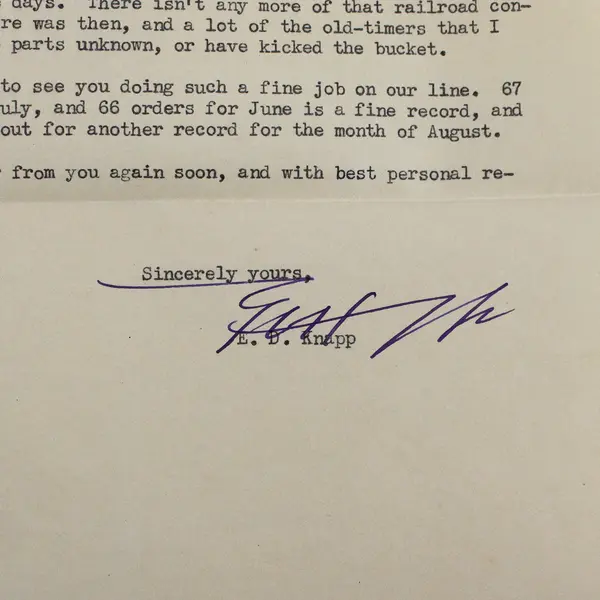 days. There isn't any more of that railroad con-
re was then, and a lot of the old-timers that I
parts unknown, or have kicked the bucket.
to see you doing such a fine job on our line. 67
uly, and 66 orders for June is a fine record, and
out for another record for the month of August.
from you again soon, and with best personal re-
Sincerely yours,
E. D. Knapp